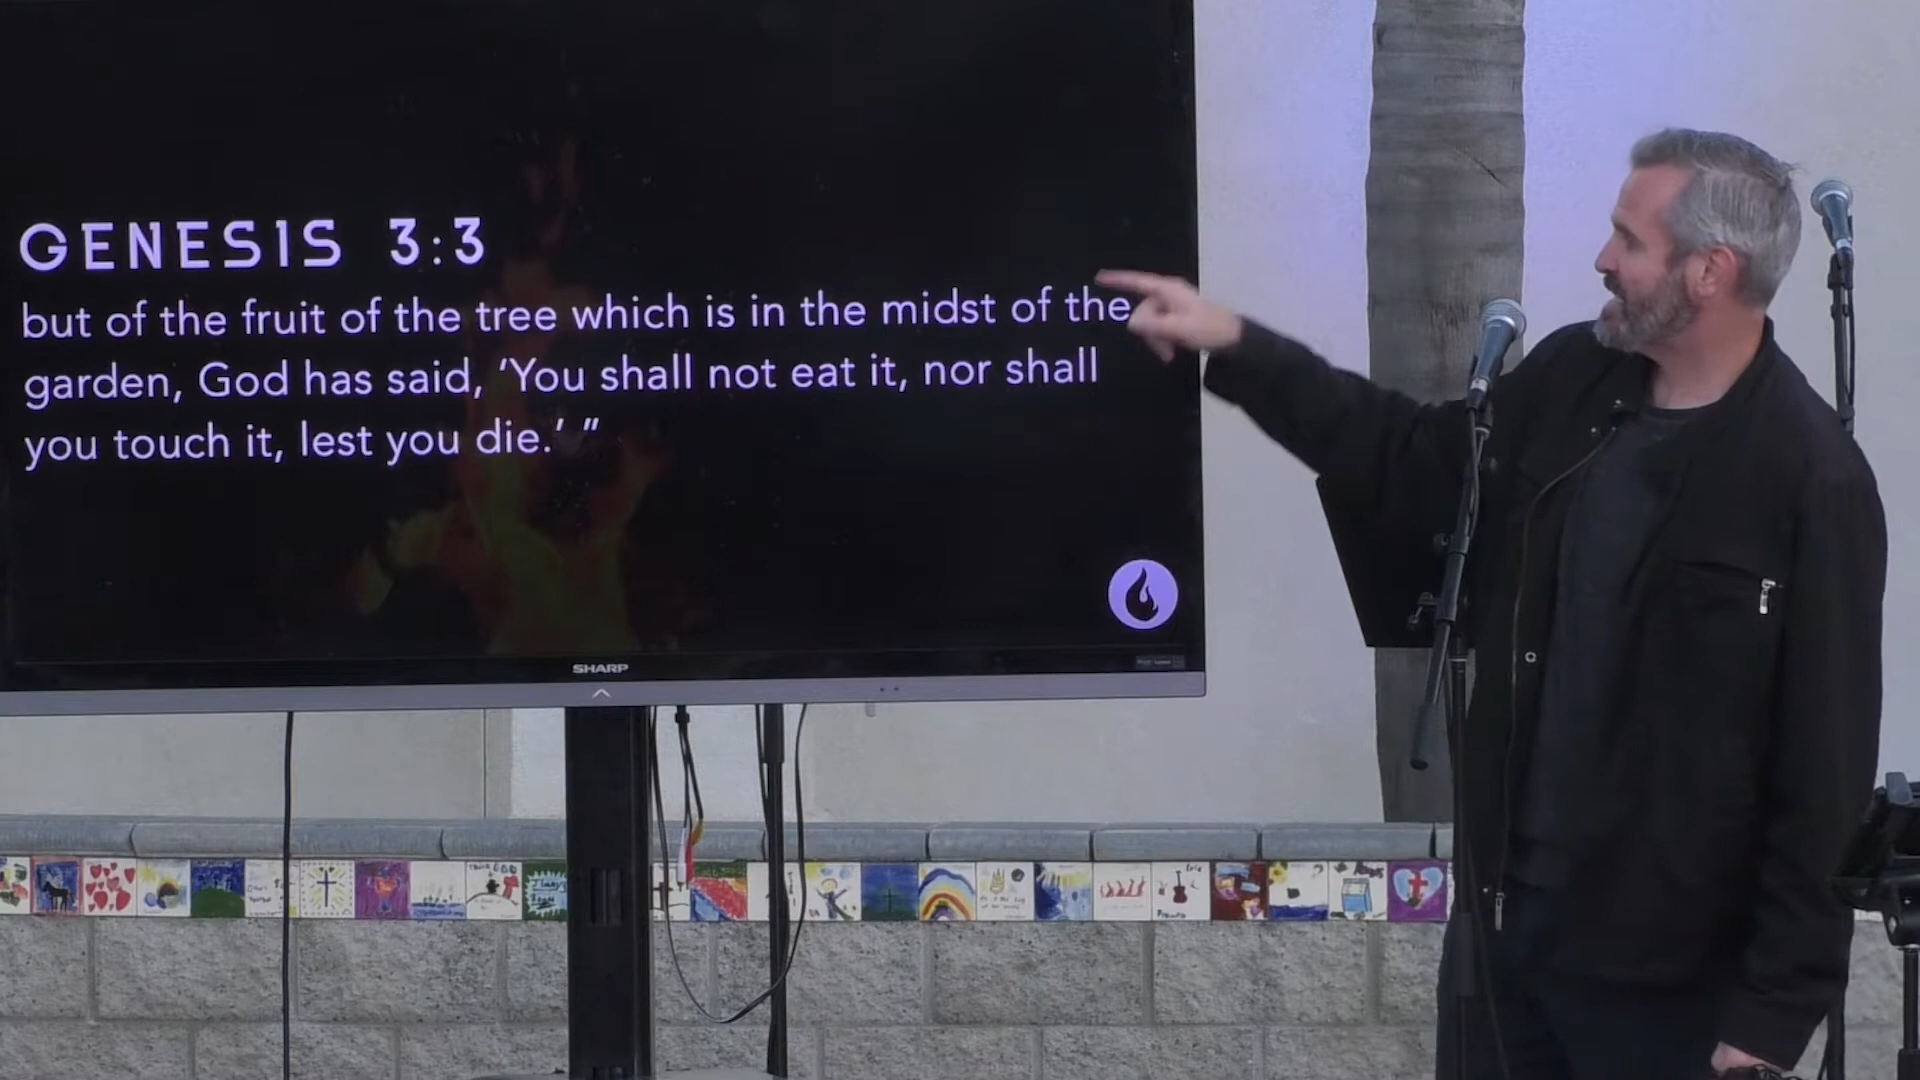 GENESIS 3:3
but of the fruit of the tree which is in the midst of the
garden, God has said, ‘You shall not eat it, nor shall
you touch it, lest you die.’ ”
SHARP